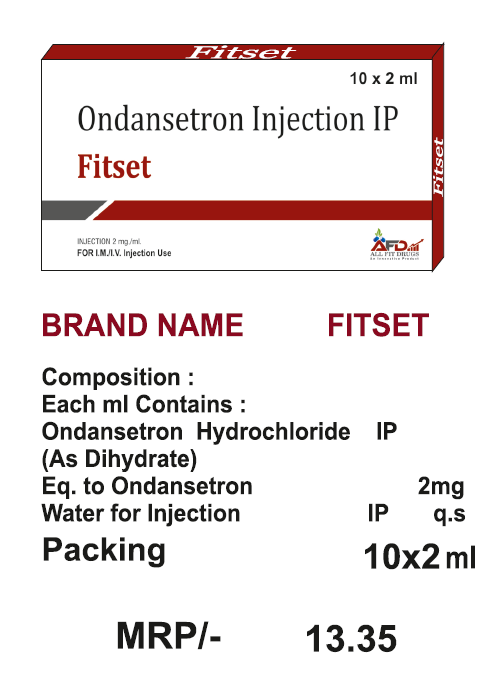 Fitset
10 x 2 ml
Ondansetron Injection IP
Fitset
Fitset
INJECTION 2 mg./ml.
FOR I.M./I.V. Injection Use
AFD
ALL FIT DRUGS
An Innovative Product
BRAND NAME FITSET
Composition :
Each ml Contains :
Ondansetron Hydrochloride IP
(As Dihydrate)
Eq. to Ondansetron 2mg
Water for Injection IP q.s
Packing 10x2 ml
MRP/- 13.35